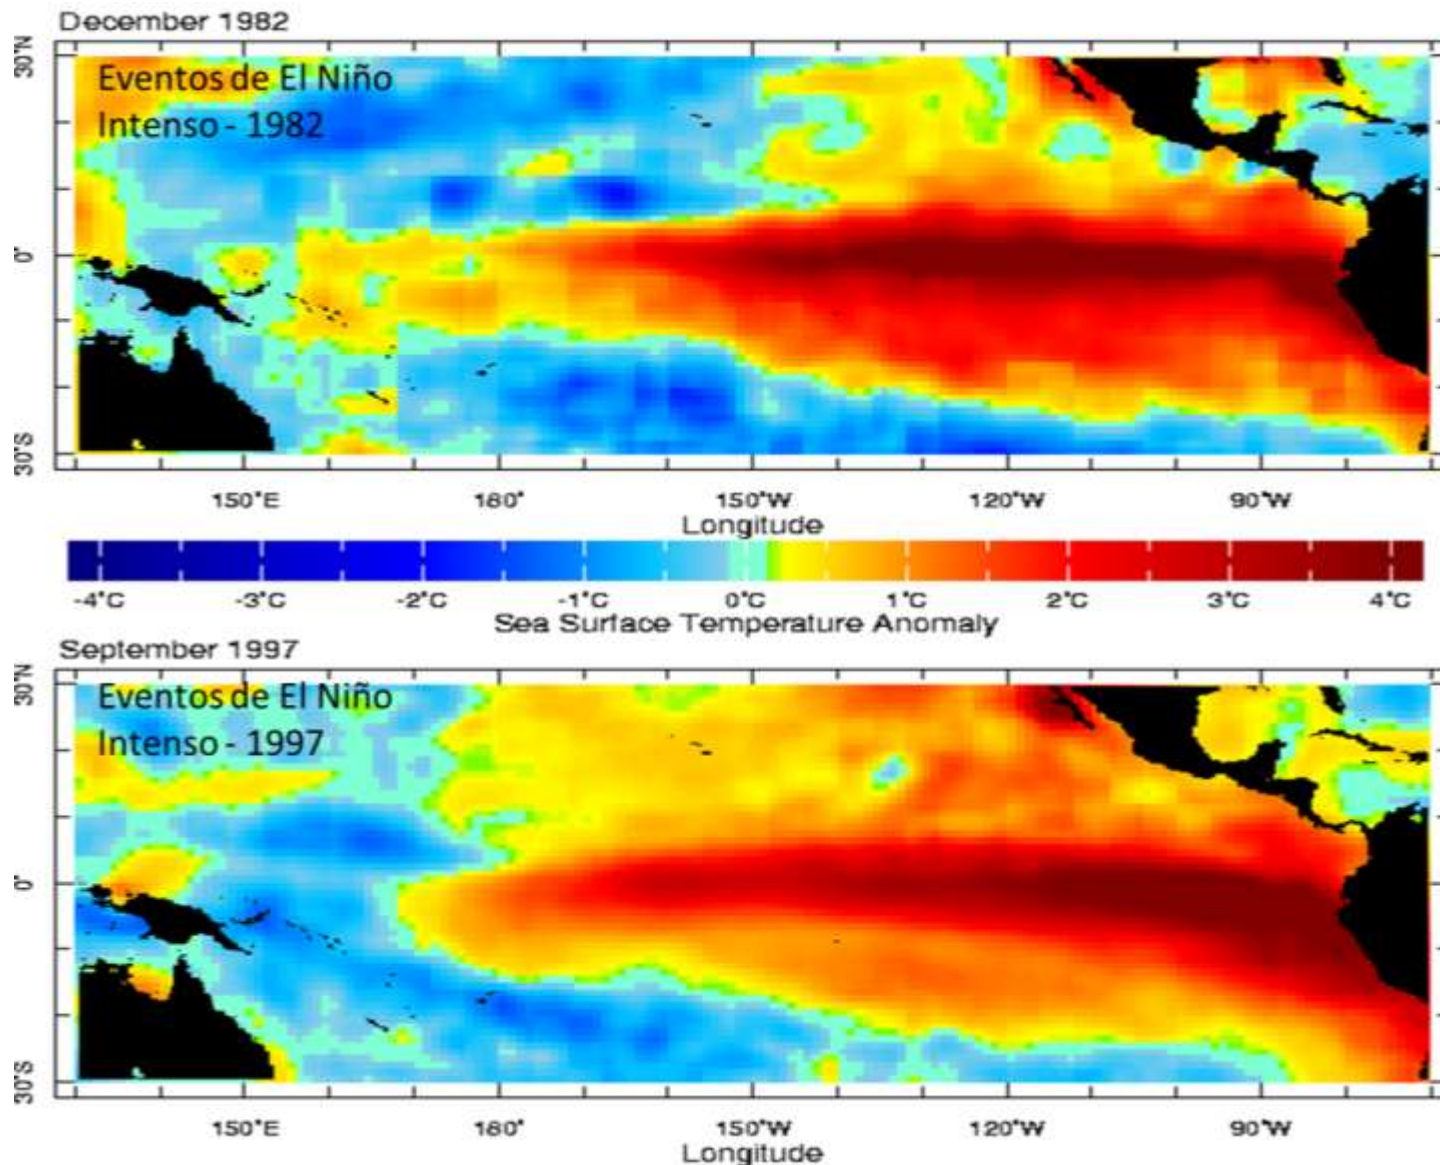 December 1982
Eventos de El Niño
Intenso - 1982
30°N
0°
30°S
150°E 180° 150°W 120°W 90°W
Longitude
-4°C -3°C -2°C -1°C 0°C 1°C 2°C 3°C 4°C
Sea Surface Temperature Anomaly
September 1997
Eventos de El Niño
Intenso - 1997
30°N
0°
30°S
150°E 180° 150°W 120°W 90°W
Longitude